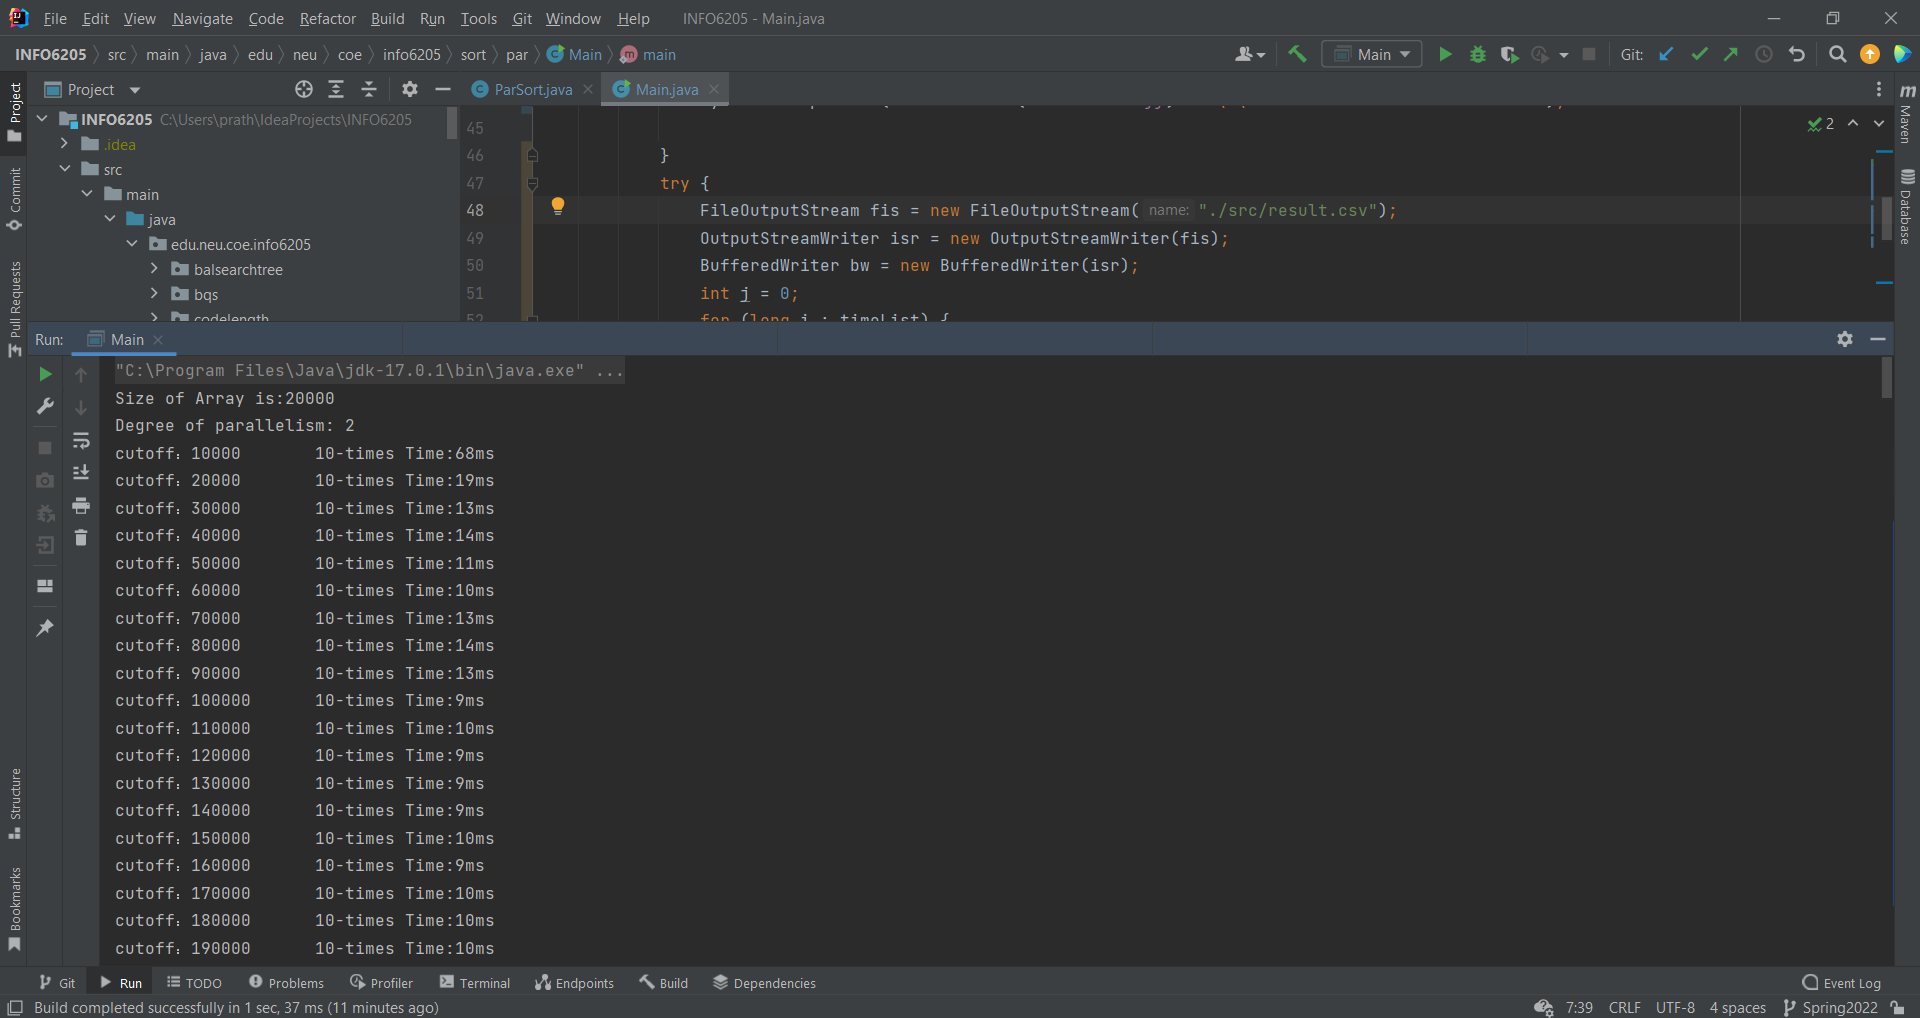 File Edit View Navigate Code Refactor Build Run Tools Git Window Help INFO6205 - Main.java
INFO6205 src main java edu neu coe info6205 sort par Main main
Main
Git:
Project
ParSort.java
Main.java
INFO6205 C:\Users\prath\IdeaProjects\INFO6205
.idea
src
main
java
edu.neu.coe.info6205
balsearchtree
bqs
codelength
45
46 }
47 try {
48 FileOutputStream fis = new FileOutputStream( name: "./src/result.csv");
49 OutputStreamWriter isr = new OutputStreamWriter(fis);
50 BufferedWriter bw = new BufferedWriter(isr);
51 int j = 0;
52 for (long i : timeList) {
2
Project
Commit
Pull Requests
Structure
Bookmarks
Maven
Database
Run: Main
"C:\Program Files\Java\jdk-17.0.1\bin\java.exe" ...
Size of Array is:20000
Degree of parallelism: 2
cutoff：10000 10-times Time:68ms
cutoff：20000 10-times Time:19ms
cutoff：30000 10-times Time:13ms
cutoff：40000 10-times Time:14ms
cutoff：50000 10-times Time:11ms
cutoff：60000 10-times Time:10ms
cutoff：70000 10-times Time:13ms
cutoff：80000 10-times Time:14ms
cutoff：90000 10-times Time:13ms
cutoff：100000 10-times Time:9ms
cutoff：110000 10-times Time:10ms
cutoff：120000 10-times Time:9ms
cutoff：130000 10-times Time:9ms
cutoff：140000 10-times Time:9ms
cutoff：150000 10-times Time:10ms
cutoff：160000 10-times Time:9ms
cutoff：170000 10-times Time:10ms
cutoff：180000 10-times Time:10ms
cutoff：190000 10-times Time:10ms
Git Run TODO Problems Profiler Terminal Endpoints Build Dependencies Event Log
Build completed successfully in 1 sec, 37 ms (11 minutes ago) 7:39 CRLF UTF-8 4 spaces Spring2022